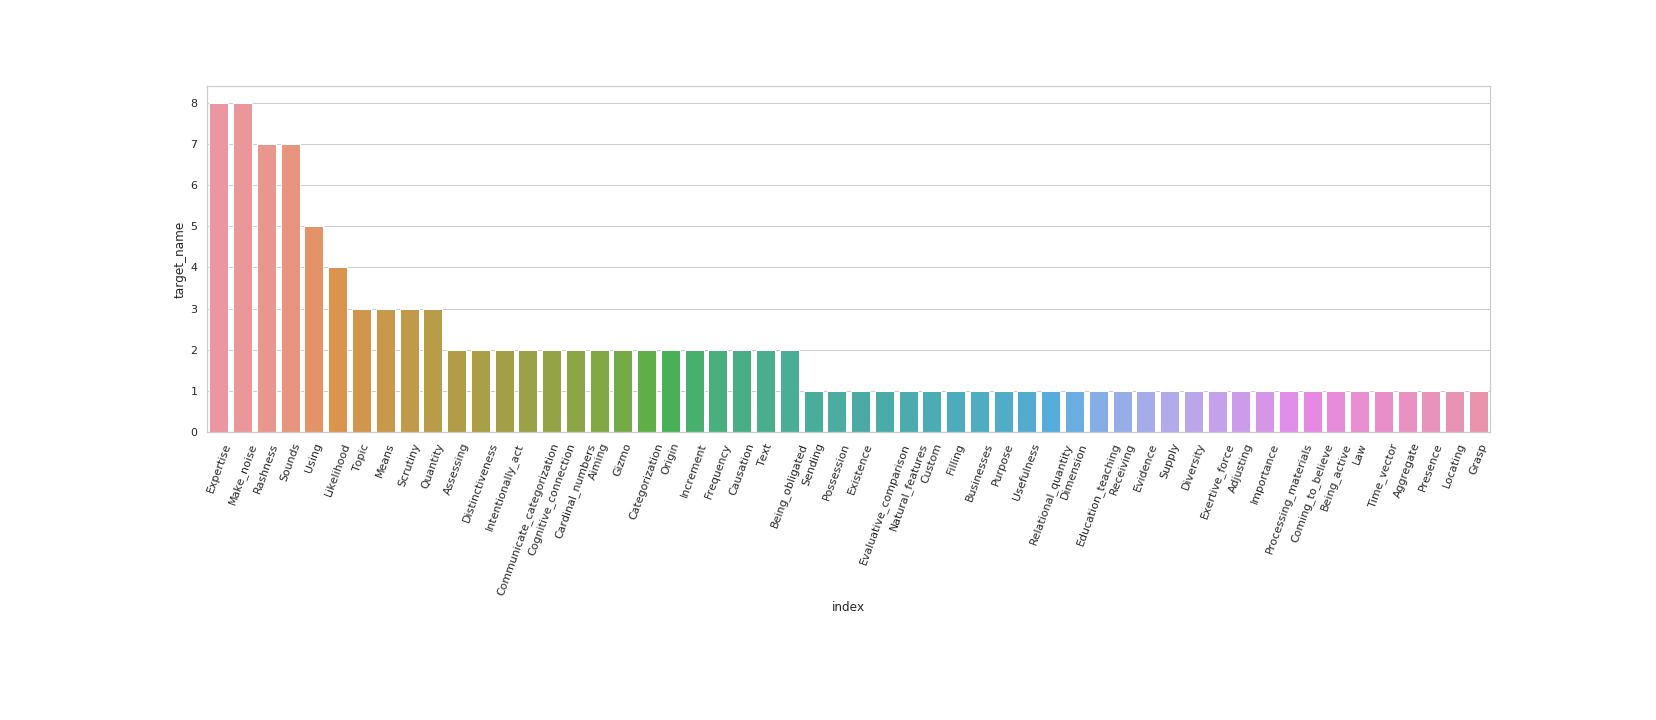 8
7
6
5
4
3
2
1
0
target_name
Expertise
Make_noise
Rashness
Sounds
Using
Likelihood
Topic
Means
Scrutiny
Quantity
Assessing
Distinctiveness
Intentionally_act
Communicate_categorization
Cognitive_connection
Cardinal_numbers
Aiming
Gizmo
Categorization
Origin
Increment
Frequency
Causation
Text
Being_obligated
Sending
Possession
Existence
Evaluative_comparison
Natural_features
Custom
Filling
Businesses
Purpose
Usefulness
Relational_quantity
Dimension
Education_teaching
Receiving
Evidence
Supply
Diversity
Exertive_force
Adjusting
Importance
Processing_materials
Coming_to_believe
Being_active
Law
Time_vector
Aggregate
Presence
Locating
Grasp
index